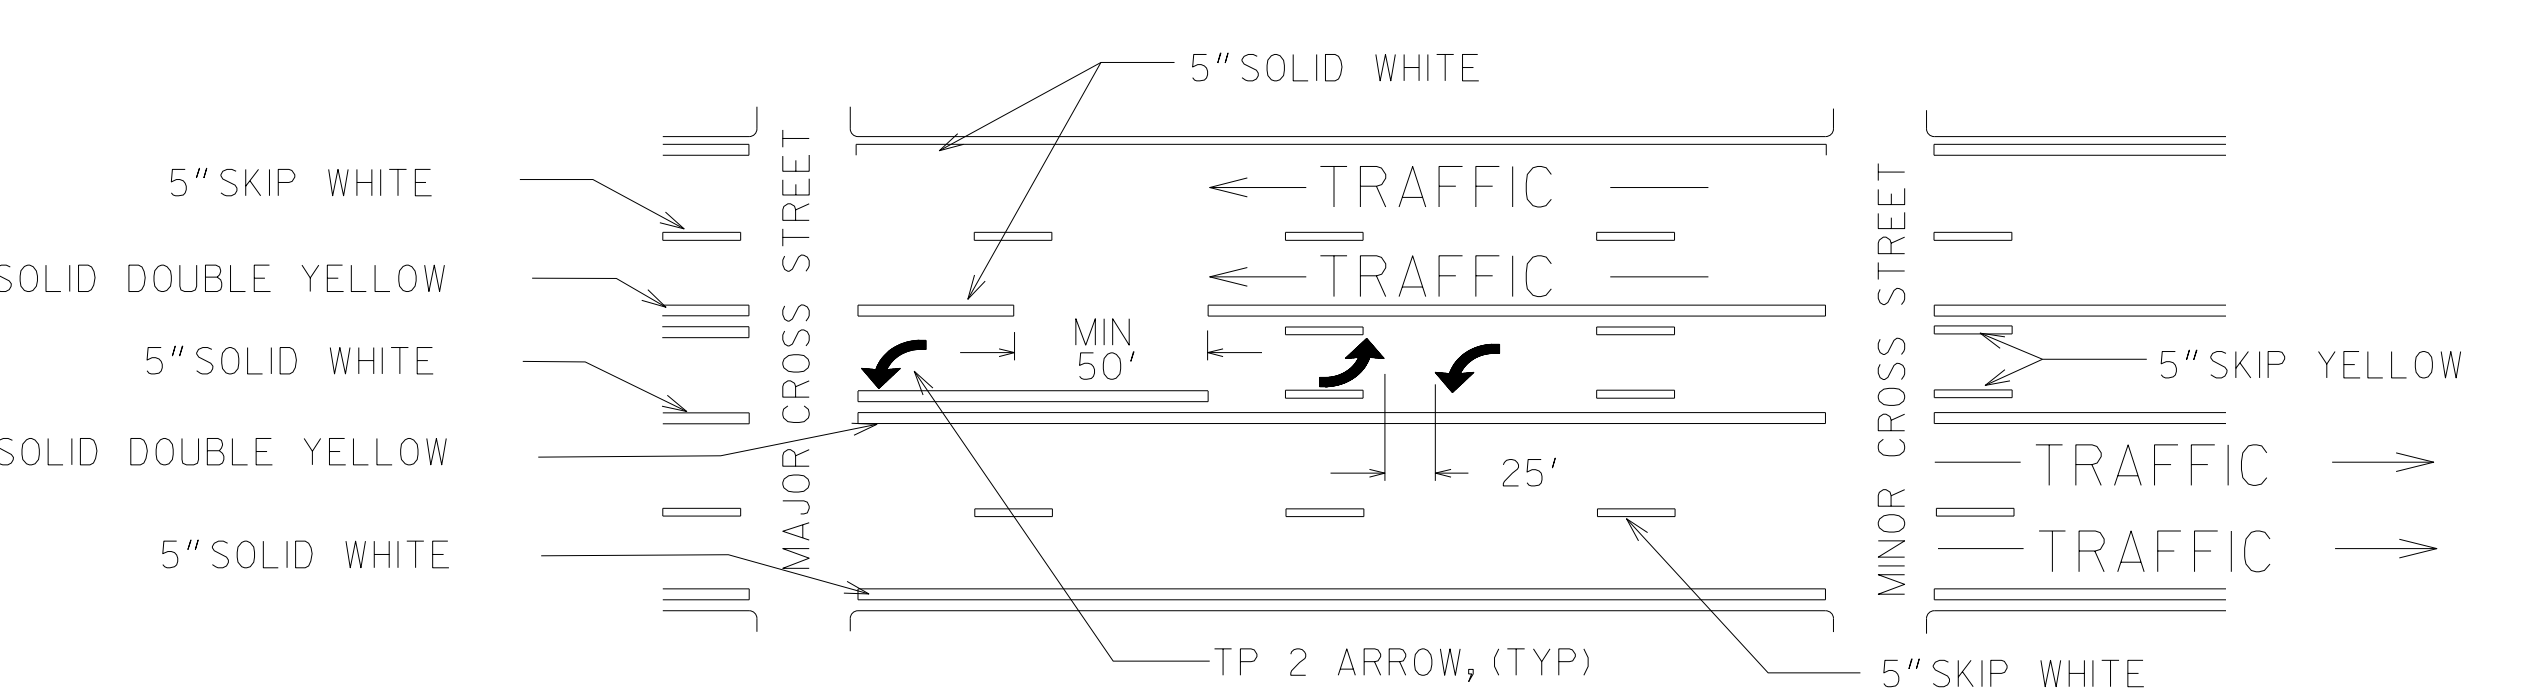 5"SOLID WHITE
5"SKIP WHITE
TRAFFIC
SOLID DOUBLE YELLOW
TRAFFIC
MAJOR CROSS STREET
MINOR CROSS STREET
MIN
50'
5"SOLID WHITE
5"SKIP YELLOW
SOLID DOUBLE YELLOW
TRAFFIC
25'
5"SOLID WHITE
TRAFFIC
TP 2 ARROW,(TYP)
5"SKIP WHITE